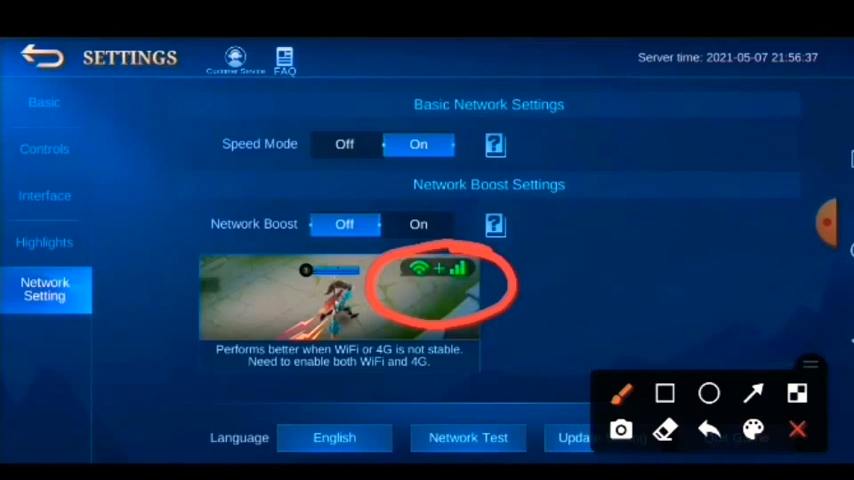 SETTINGS
Customer Service
FAQ
Server time: 2021-05-07 21:56:37
Basic
Controls
Interface
Highlights
Network
Setting
Basic Network Settings
Speed Mode
Off
On
Network Boost Settings
Network Boost
Off
On
Performs better when WiFi or 4G is not stable.
Need to enable both WiFi and 4G.
Language
English
Network Test